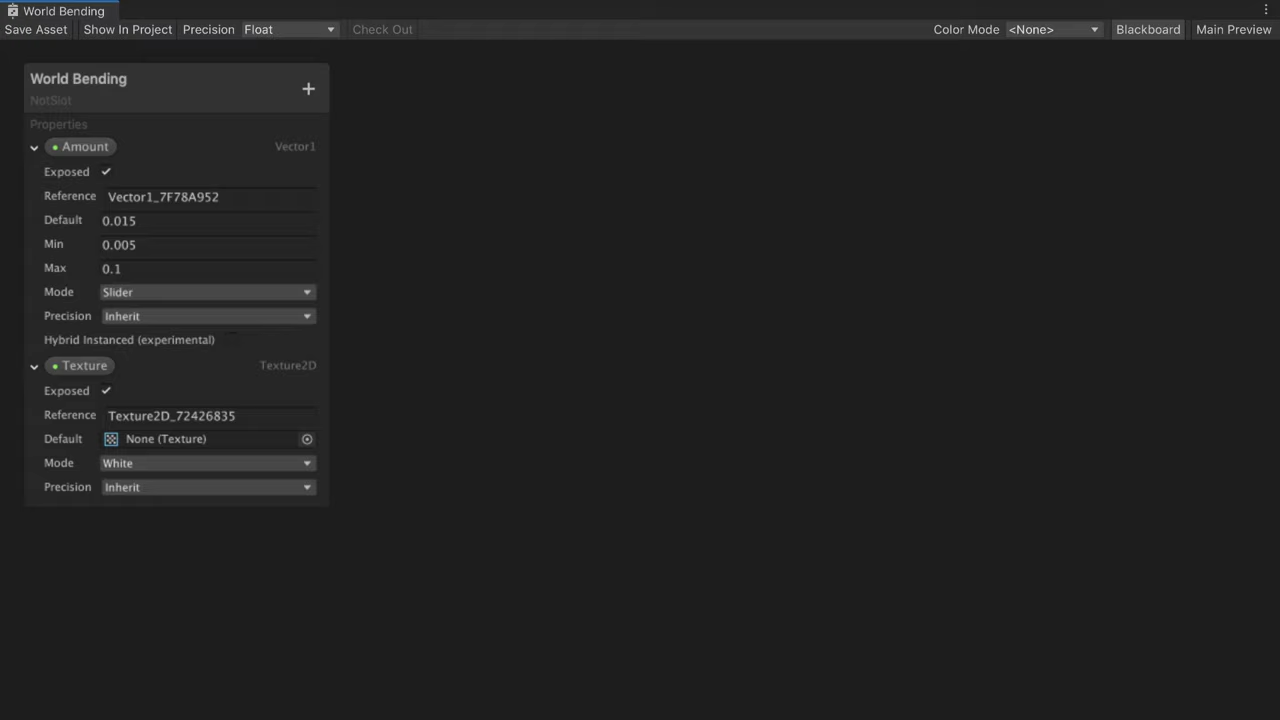 World Bending
Save Asset Show In Project Precision Float Check Out Color Mode <None> Blackboard Main Preview
World Bending
NotSlot
Properties
Amount Vector1
Exposed
Reference Vector1_7F78A952
Default 0.015
Min 0.005
Max 0.1
Mode Slider
Precision Inherit
Hybrid Instanced (experimental)
Texture Texture2D
Exposed
Reference Texture2D_72426835
Default None (Texture)
Mode White
Precision Inherit